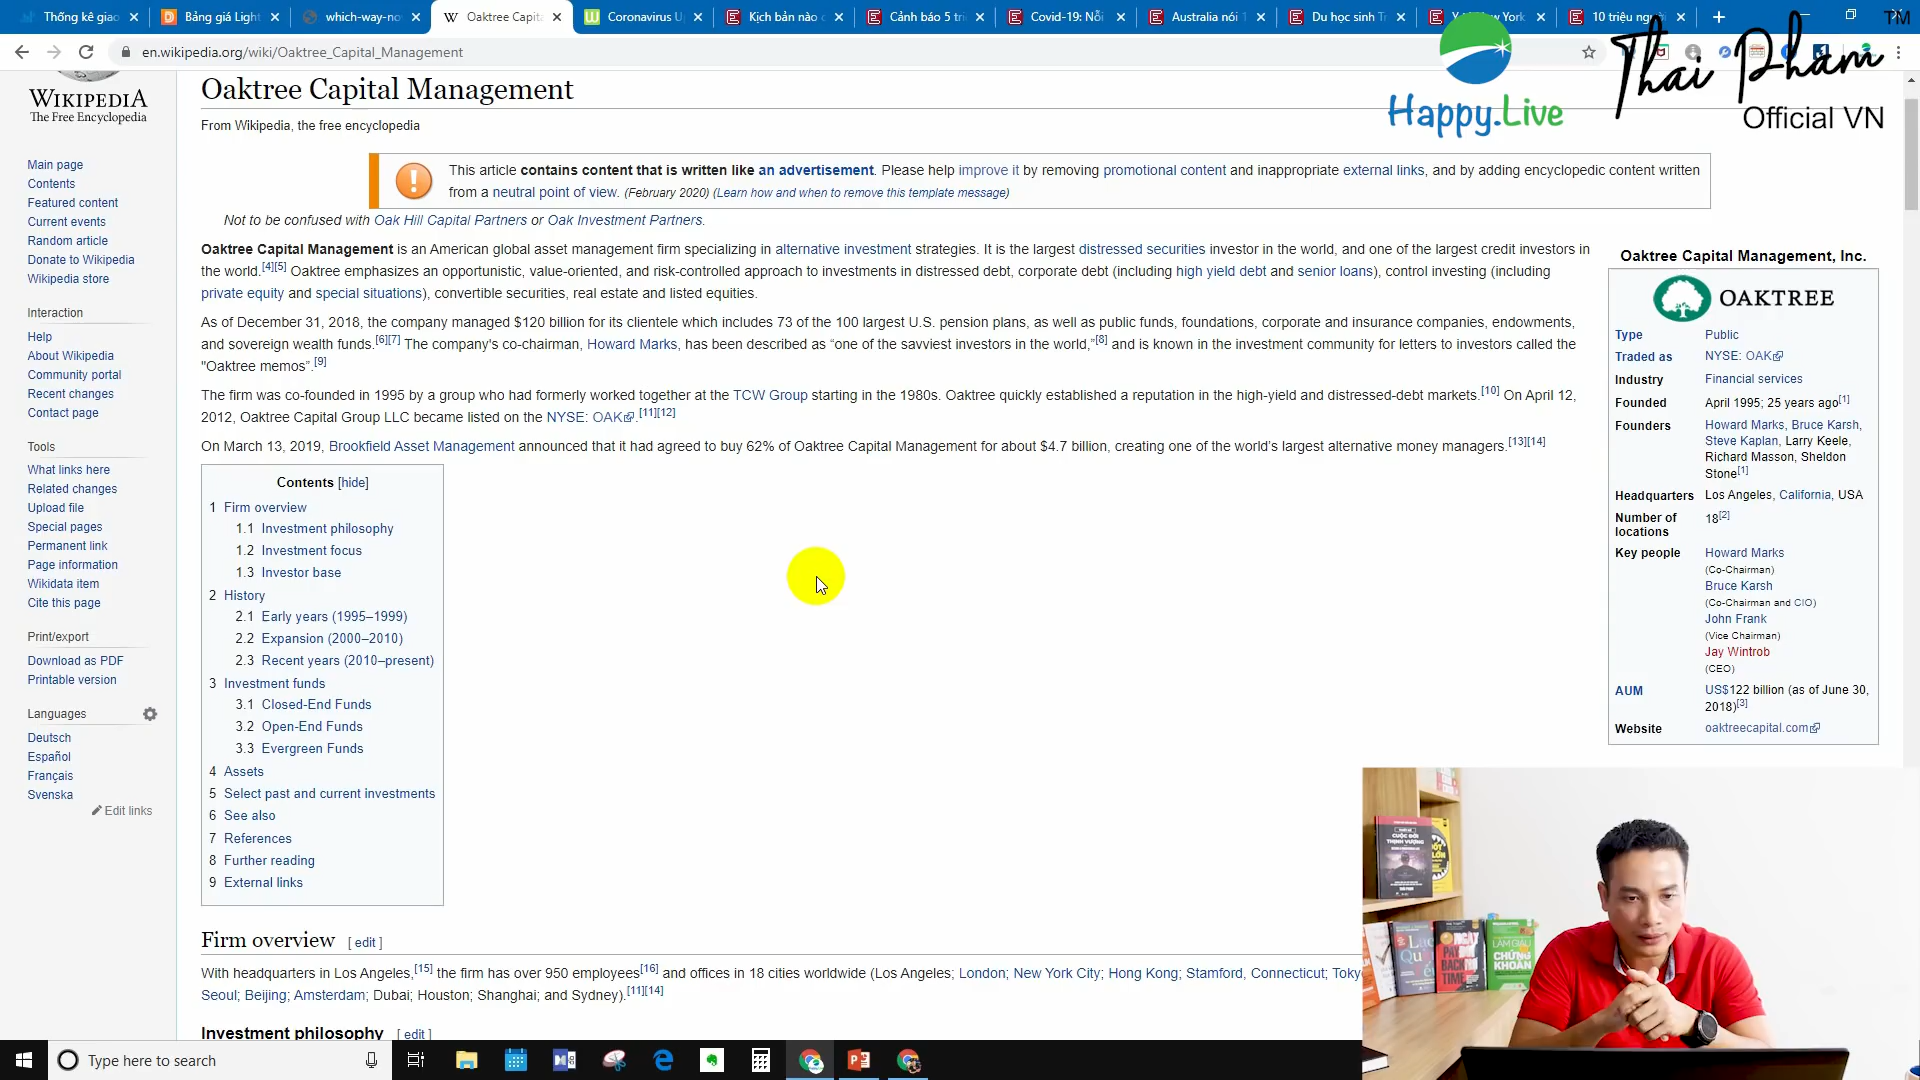 Thống kê giao
Bảng giá Light
which-way-no
Oaktree Capit
Coronavirus U
Kịch bản nào c
Cảnh báo 5 tri
Covid-19: Nỗi
Australia nói
Du học sinh T
York
10 triệu ng
en.wikipedia.org/wiki/Oaktree_Capital_Management
Happy.Live
Thai Pham
TM
Official VN
WIKIPEDIA
The Free Encyclopedia
Main page
Contents
Featured content
Current events
Random article
Donate to Wikipedia
Wikipedia store
Interaction
Help
About Wikipedia
Community portal
Recent changes
Contact page
Tools
What links here
Related changes
Upload file
Special pages
Permanent link
Page information
Wikidata item
Cite this page
Print/export
Download as PDF
Printable version
Languages
Deutsch
Español
Français
Svenska
Edit links
Oaktree Capital Management
From Wikipedia, the free encyclopedia
This article contains content that is written like an advertisement. Please help improve it by removing promotional content and inappropriate external links, and by adding encyclopedic content written
from a neutral point of view. (February 2020) (Learn how and when to remove this template message)
Not to be confused with Oak Hill Capital Partners or Oak Investment Partners.
Oaktree Capital Management is an American global asset management firm specializing in alternative investment strategies. It is the largest distressed securities investor in the world, and one of the largest credit investors in
the world.[4][5] Oaktree emphasizes an opportunistic, value-oriented, and risk-controlled approach to investments in distressed debt, corporate debt (including high yield debt and senior loans), control investing (including
private equity and special situations), convertible securities, real estate and listed equities.
As of December 31, 2018, the company managed $120 billion for its clientele which includes 73 of the 100 largest U.S. pension plans, as well as public funds, foundations, corporate and insurance companies, endowments,
and sovereign wealth funds.[6][7] The company's co-chairman, Howard Marks, has been described as “one of the savviest investors in the world,”[8] and is known in the investment community for letters to investors called the
"Oaktree memos”.[9]
The firm was co-founded in 1995 by a group who had formerly worked together at the TCW Group starting in the 1980s. Oaktree quickly established a reputation in the high-yield and distressed-debt markets.[10] On April 12,
2012, Oaktree Capital Group LLC became listed on the NYSE: OAK.[11][12]
On March 13, 2019, Brookfield Asset Management announced that it had agreed to buy 62% of Oaktree Capital Management for about $4.7 billion, creating one of the world's largest alternative money managers.[13][14]
Contents [hide]
1 Firm overview
1.1 Investment philosophy
1.2 Investment focus
1.3 Investor base
2 History
2.1 Early years (1995–1999)
2.2 Expansion (2000–2010)
2.3 Recent years (2010–present)
3 Investment funds
3.1 Closed-End Funds
3.2 Open-End Funds
3.3 Evergreen Funds
4 Assets
5 Select past and current investments
6 See also
7 References
8 Further reading
9 External links
Firm overview [ edit ]
With headquarters in Los Angeles,[15] the firm has over 950 employees[16] and offices in 18 cities worldwide (Los Angeles; London; New York City; Hong Kong; Stamford, Connecticut; Toky
Seoul; Beijing; Amsterdam; Dubai; Houston; Shanghai; and Sydney).[11][14]
Investment philosophy [ edit ]
Oaktree Capital Management, Inc.
OAKTREE
Type Public
Traded as NYSE: OAK
Industry Financial services
Founded April 1995; 25 years ago[1]
Founders Howard Marks, Bruce Karsh,
Steve Kaplan, Larry Keele,
Richard Masson, Sheldon
Stone[1]
Headquarters Los Angeles, California, USA
Number of locations 18[2]
Key people Howard Marks
(Co-Chairman)
Bruce Karsh
(Co-Chairman and CIO)
John Frank
(Vice Chairman)
Jay Wintrob
(CEO)
AUM US$122 billion (as of June 30,
2018)[3]
Website oaktreecapital.com
CUỘC ĐỜI
THỊNH VƯỢNG
NGAY
PAY
BACK
TIME
LÀM GIÀU
CHỨNG
KHOÁN
Type here to search